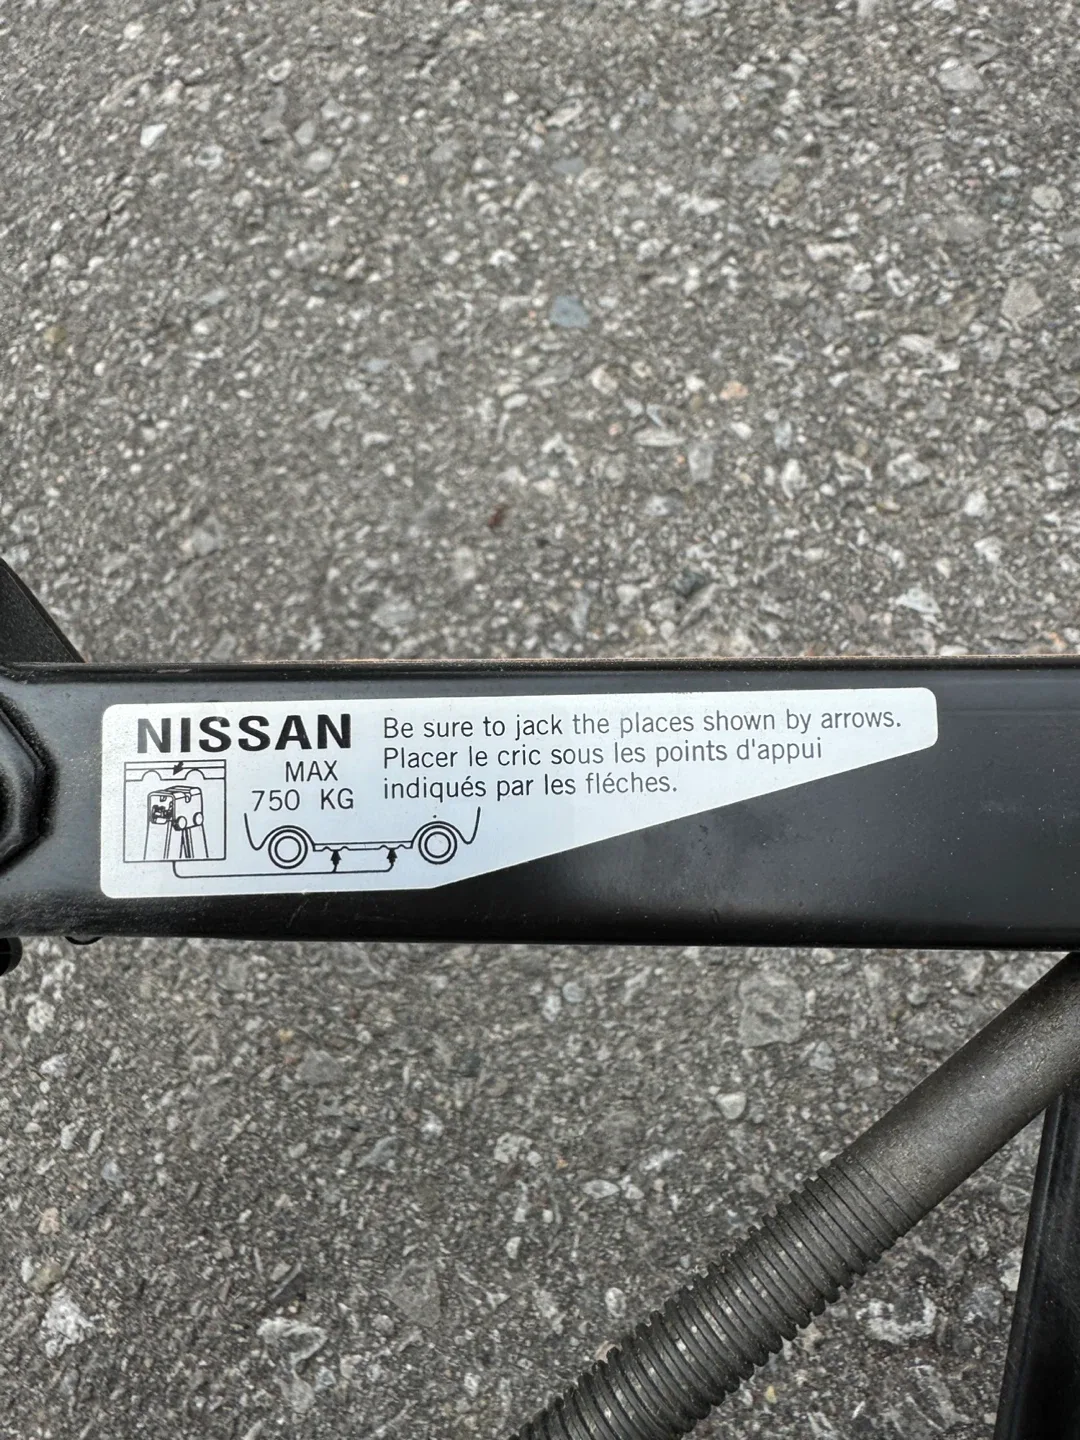 NISSAN
MAX
750 KG
Be sure to jack the places shown by arrows.
Placer le cric sous les points d'appui
indiqués par les fléches.